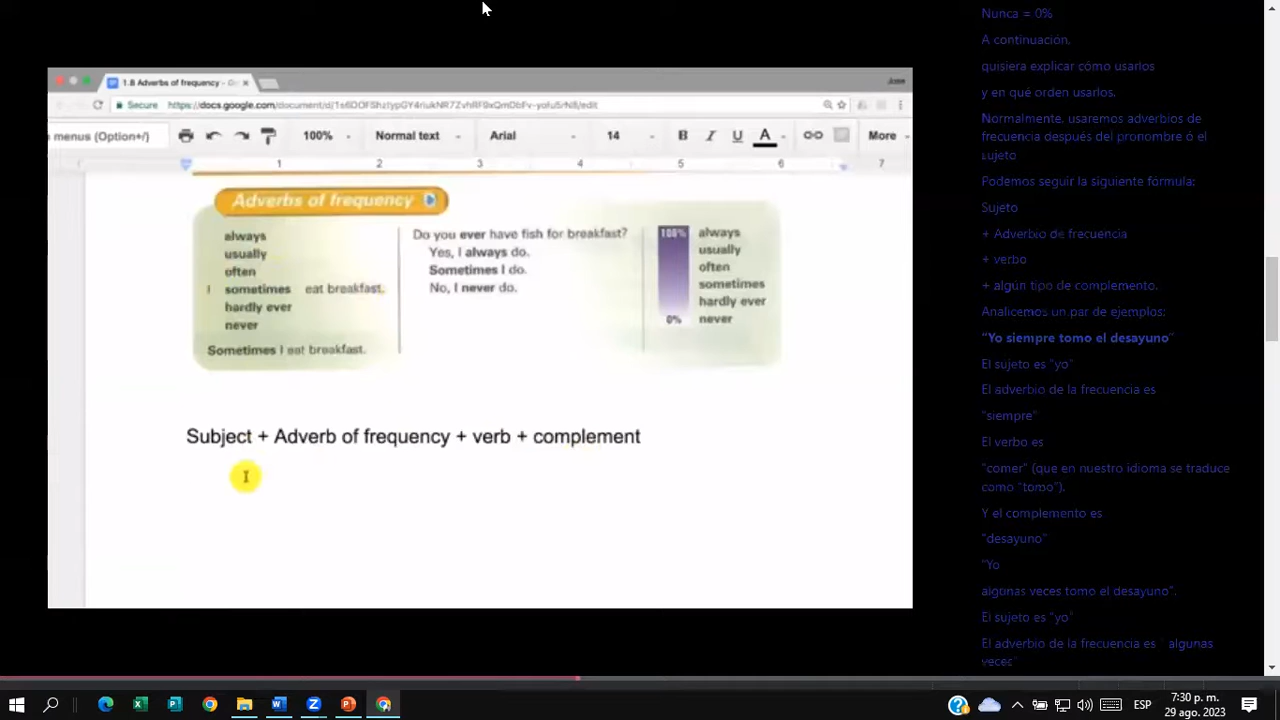 1.8 Adverbs of frequency - Go
Jose
Secure
menus (Option+/)
100%
Normal text
Arial
14
B
I
U
A
More
1 2 3 4 5 6 7
Adverbs of frequency
always
usually
often
I sometimes eat breakfast.
hardly ever
never
Sometimes I eat breakfast.
Do you ever have fish for breakfast?
Yes, I always do.
Sometimes I do.
No, I never do.
100% always
usually
often
sometimes
hardly ever
0% never
Subject + Adverb of frequency + verb + complement
Nunca = 0%
A continuación,
quisiera explicar cómo usarlos
y en qué orden usarlos.
Normalmente, usaremos adverbios de
frecuencia después del pronombre ó el
sujeto
Podemos seguir la siguiente fórmula:
Sujeto
+ Adverbio de frecuencia
+ verbo
+ algún tipo de complemento.
Analicemos un par de ejemplos:
"Yo siempre tomo el desayuno"
El sujeto es "yo"
El adverbio de la frecuencia es
"siempre"
El verbo es
"comer" (que en nuestro idioma se traduce
como "tomo").
Y el complemento es
"desayuno"
"Yo
algunas veces tomo el desayuno".
El sujeto es "yo"
El adverbio de la frecuencia es algunas
veces"
ESP
7:30 p. m.
29 ago. 2023